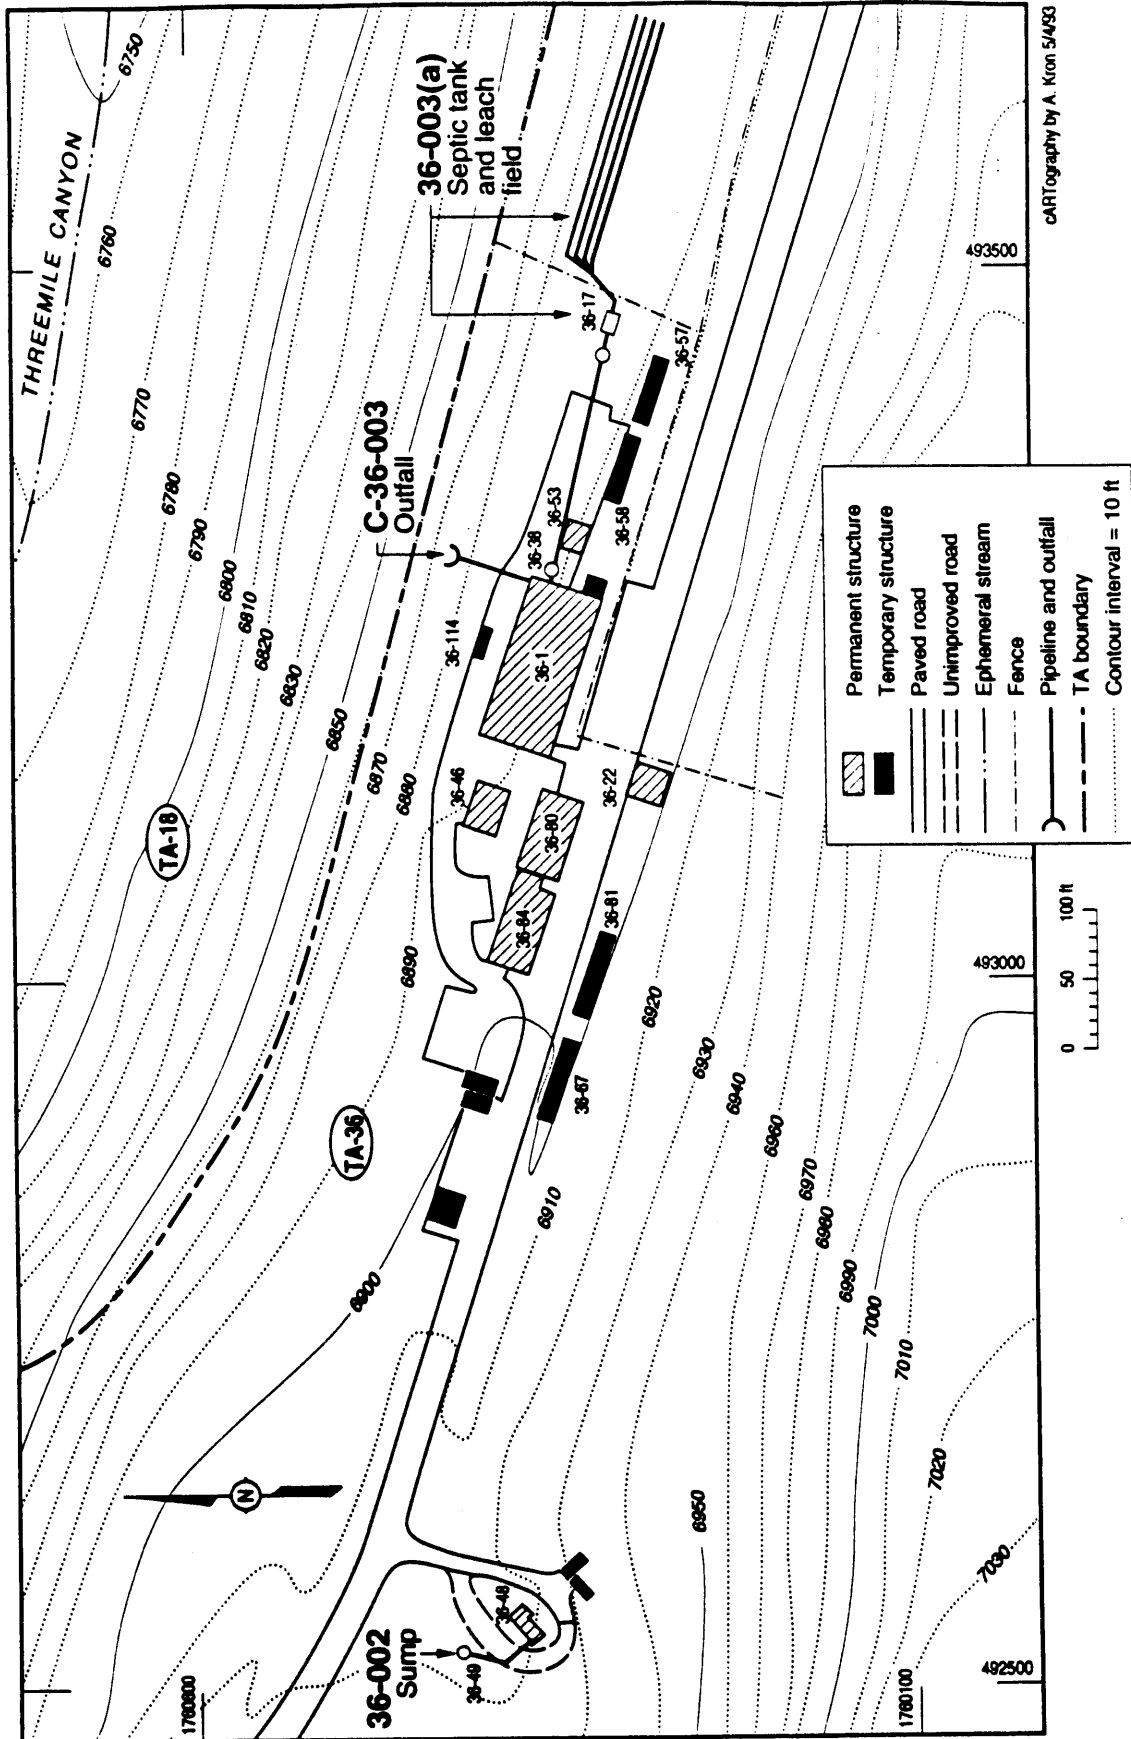 THREEMILE CANYON
6750
6760
6770
6780
6790
6800
6810
6820
6830
6850
6870
6880
6890
TA-18
TA-36
36-003(a)
Septic tank
and leach
field
C-36-003
Outfall
36-17
36-57
36-53
36-38
36-58
36-114
36-1
36-46
36-80
36-22
36-84
36-81
36-67
6900
6910
6920
6930
6940
6960
6970
6980
6990
7000
7010
7020
7030
6950
N
36-002
Sump
36-49
36-48
1760600
1760100
492500
493000
493500
0 50 100 ft
Permanent structure
Temporary structure
Paved road
Unimproved road
Ephemeral stream
Fence
Pipeline and outfall
TA boundary
Contour interval = 10 ft
cARTography by A. Kron 5/4/93